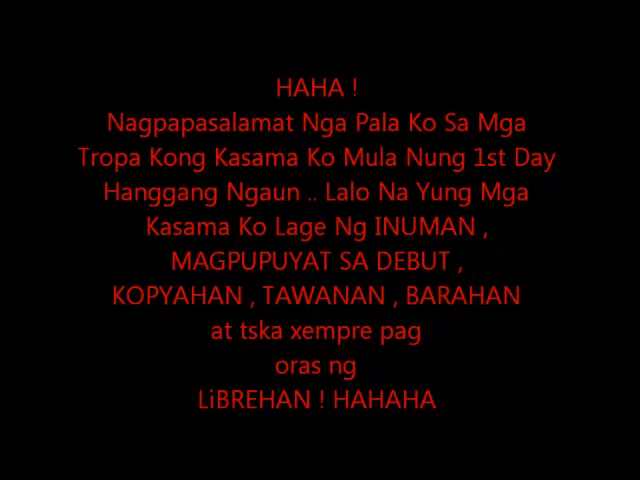 HAHA !
Nagpapasalamat Nga Pala Ko Sa Mga
Tropa Kong Kasama Ko Mula Nung 1st Day
Hanggang Ngaun .. Lalo Na Yung Mga
Kasama Ko Lage Ng INUMAN ,
MAGPUPUYAT SA DEBUT ,
KOPYAHAN , TAWANAN , BARAHAN
at tska xempre pag
oras ng
LiBREHAN ! HAHAHA